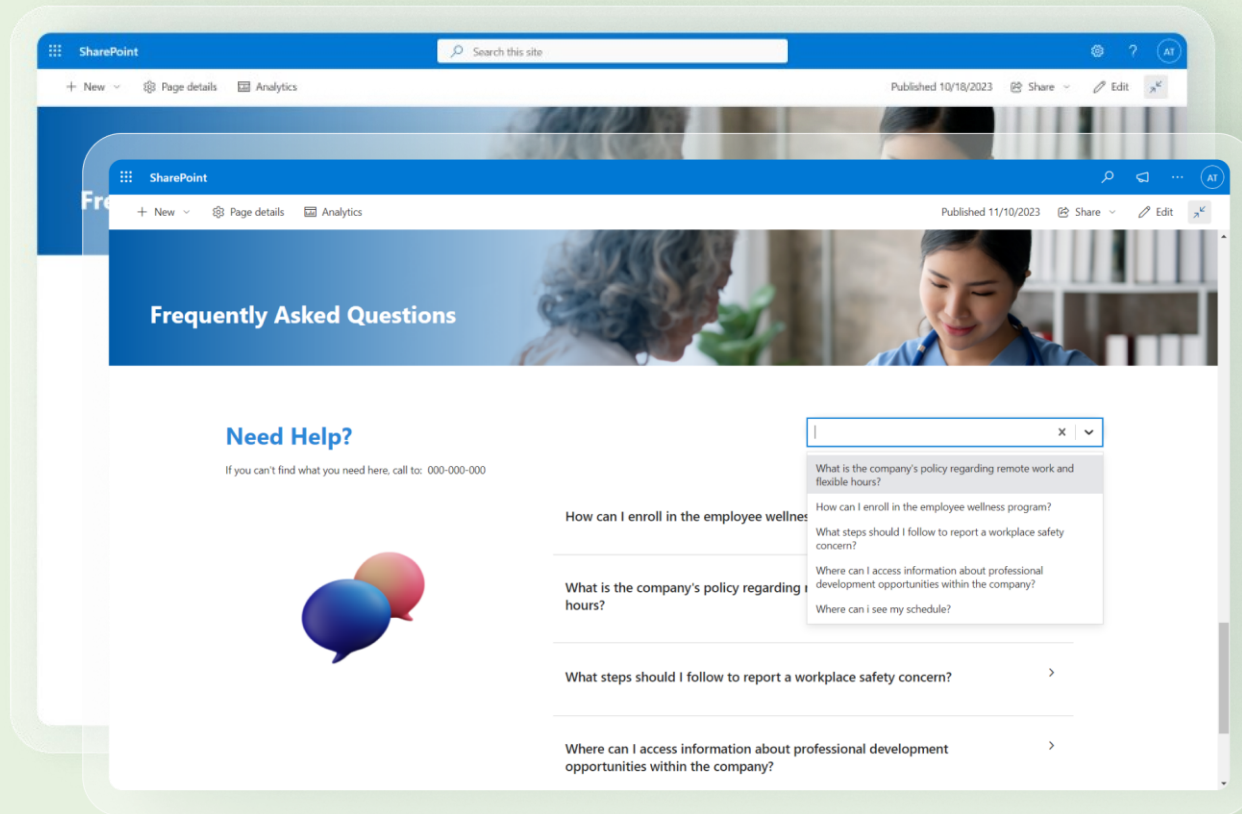 SharePoint
Search this site
?
AT
+ New
Page details
Analytics
Published 10/18/2023
Share
Edit
Fre
SharePoint
...
AT
+ New
Page details
Analytics
Published 11/10/2023
Share
Edit
Frequently Asked Questions
Need Help?
If you can't find what you need here, call to: 000-000-000
What is the company's policy regarding remote work and
flexible hours?
How can I enroll in the employee wellness program?
What steps should I follow to report a workplace safety
concern?
Where can I access information about professional
development opportunities within the company?
Where can i see my schedule?
How can I enroll in the employee wellnes
What is the company's policy regarding
hours?
What steps should I follow to report a workplace safety concern?
Where can I access information about professional development
opportunities within the company?